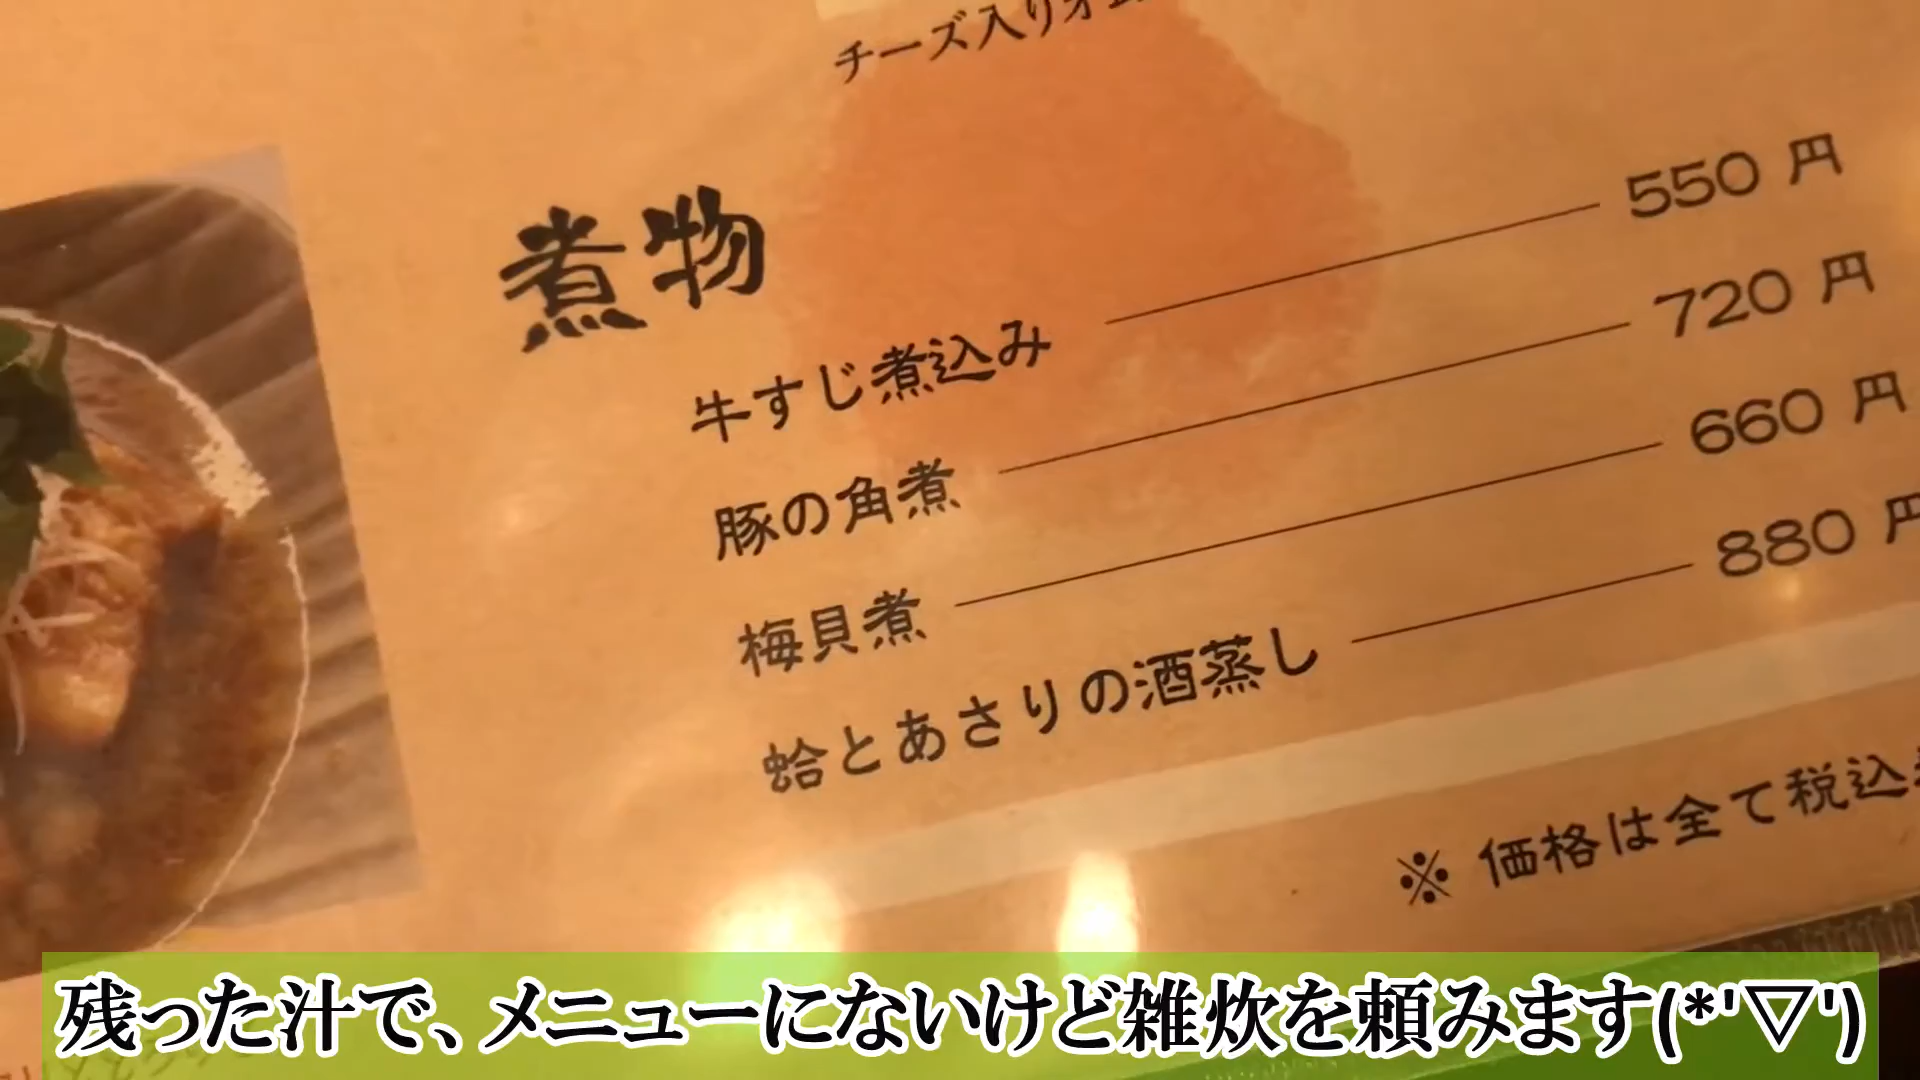 チーズ入りオム
煮物
牛すじ煮込み 550 円
豚の角煮 720 円
梅貝煮 660 円
蛤とあさりの酒蒸し 880 円
※ 価格は全て税込
残った汁で、メニューにないけど雑炊を頼みます(*'▽')